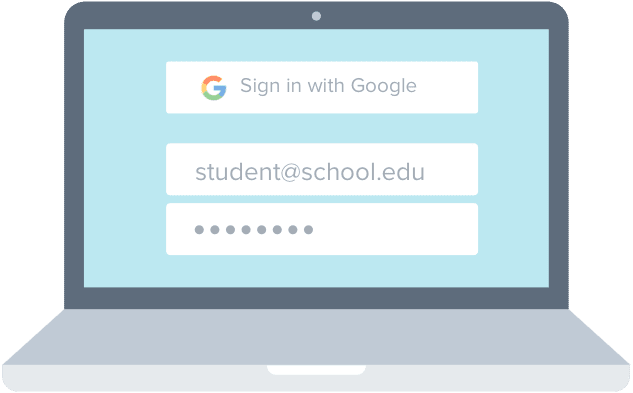 Sign in with Google
student@school.edu
••••••••